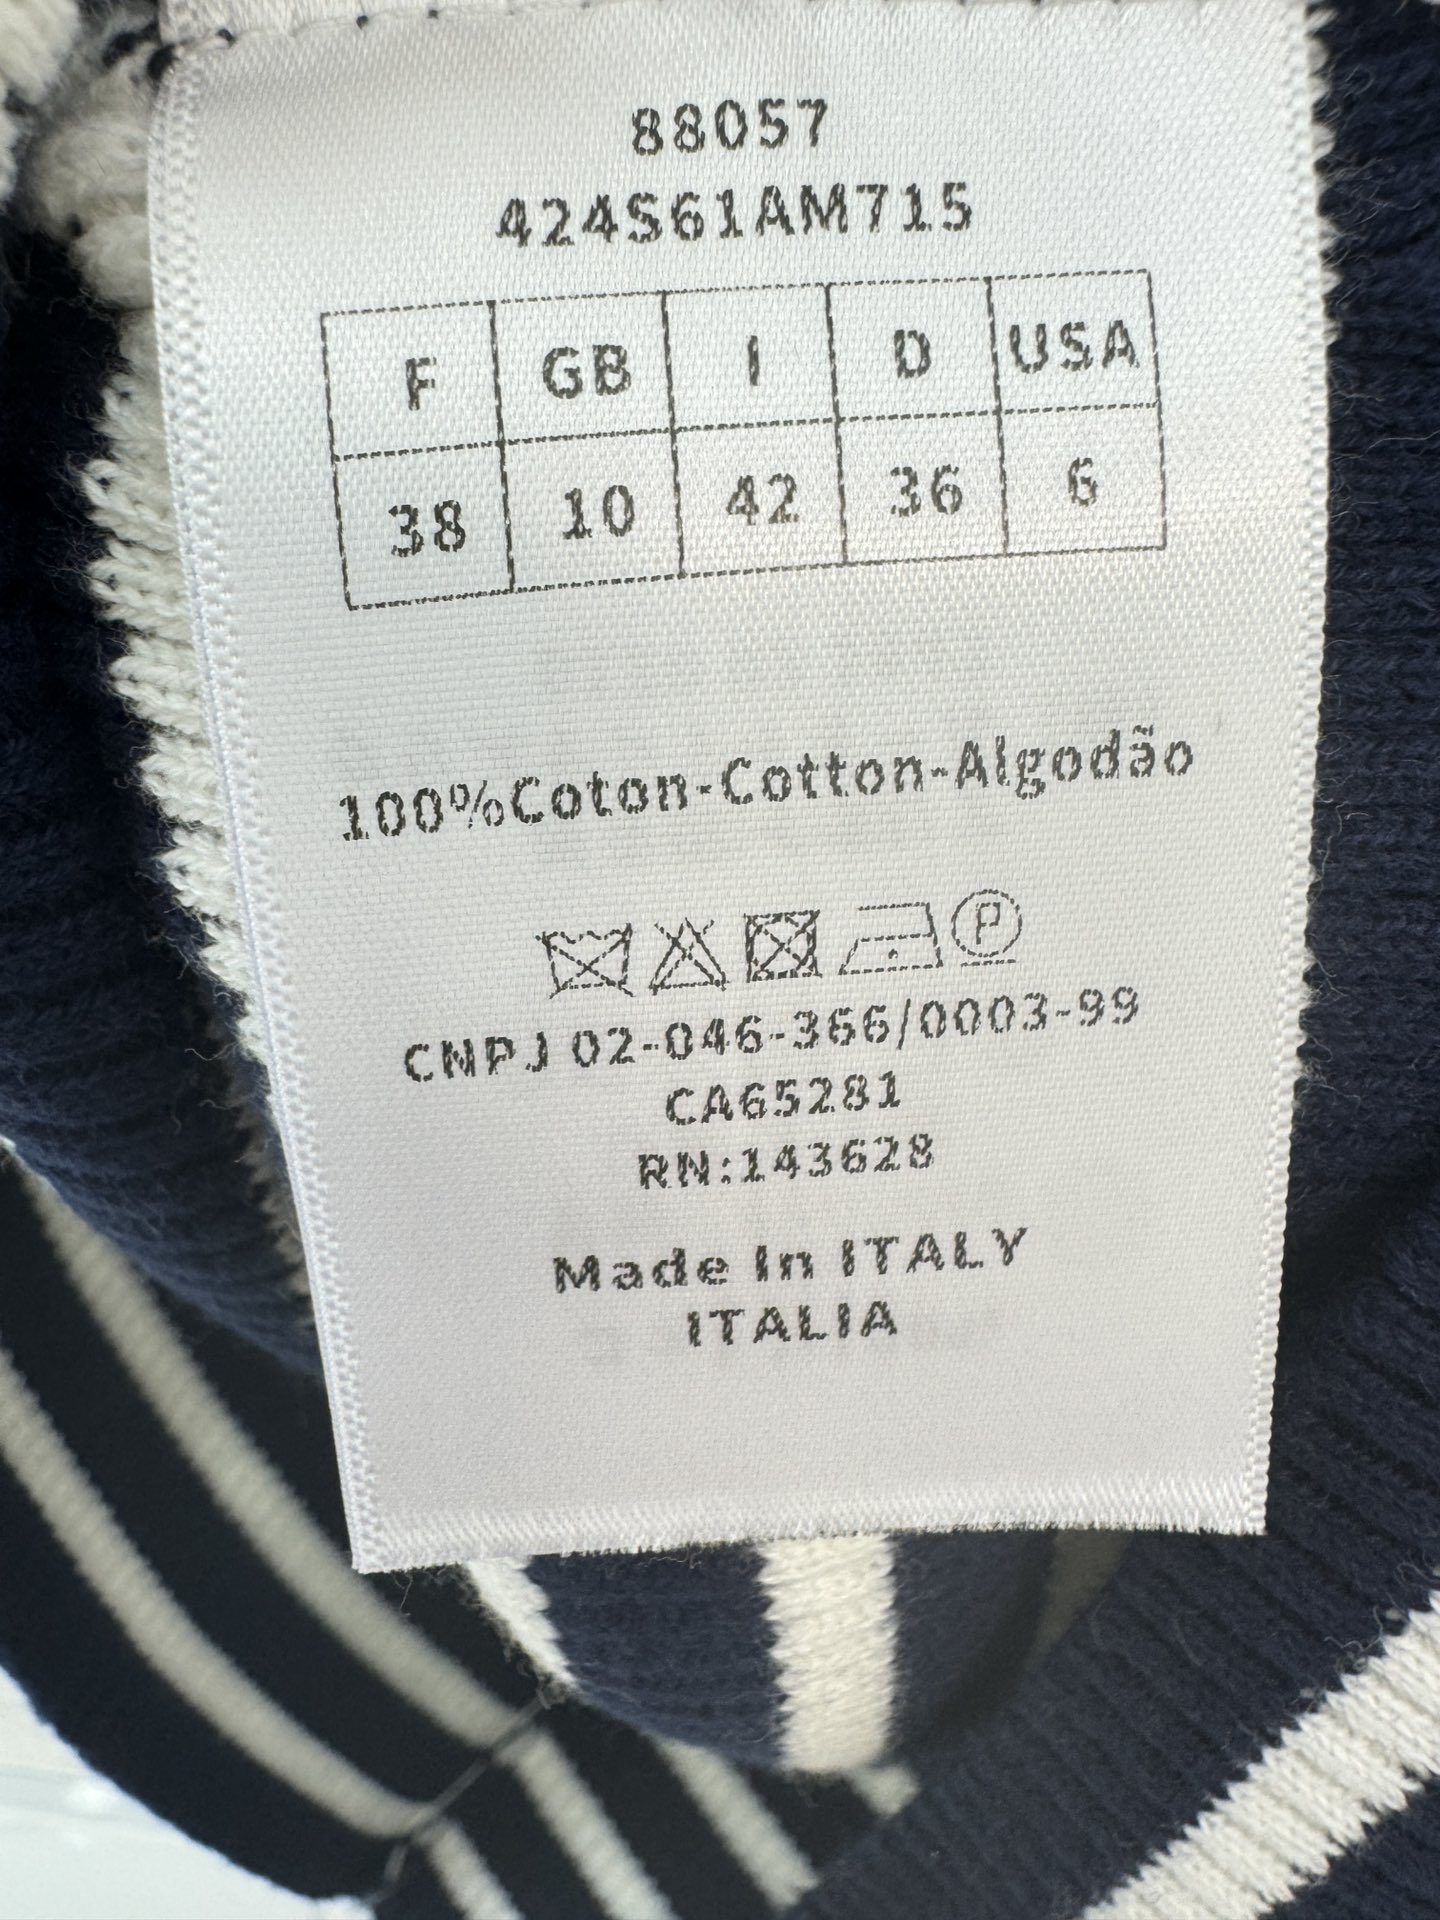 88057
424S61AM715
F GB I D USA
38 10 42 36 6
100%Coton-Cotton-Algodão
P
CNPJ 02-046-366/0003-99
CA65281
RN:143628
Made In ITALY
ITALIA